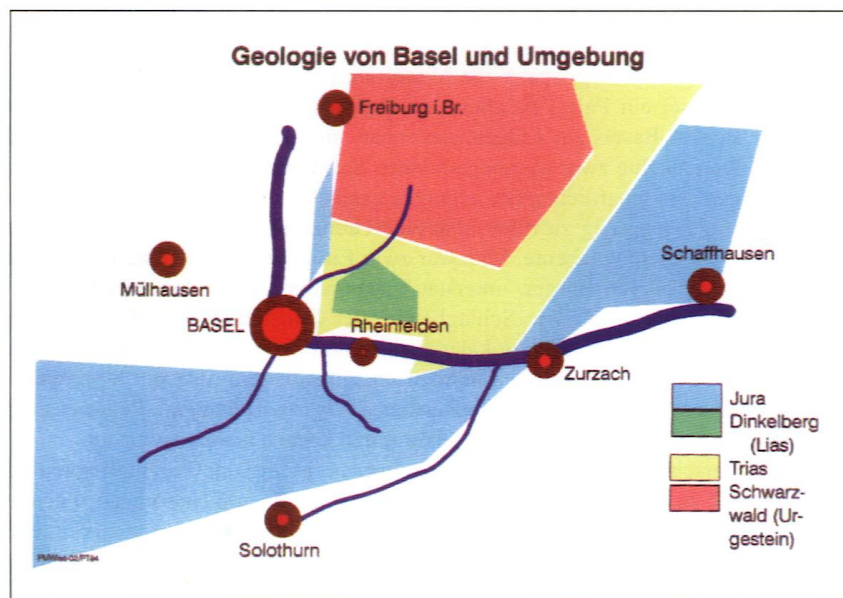 Geologie von Basel und Umgebung
Freiburg i.Br.
Schaffhausen
Mülhausen
BASEL
Rheinfelden
Zurzach
Jura
Dinkelberg
(Lias)
Trias
Schwarz-
wald (Ur-
gestein)
Solothurn